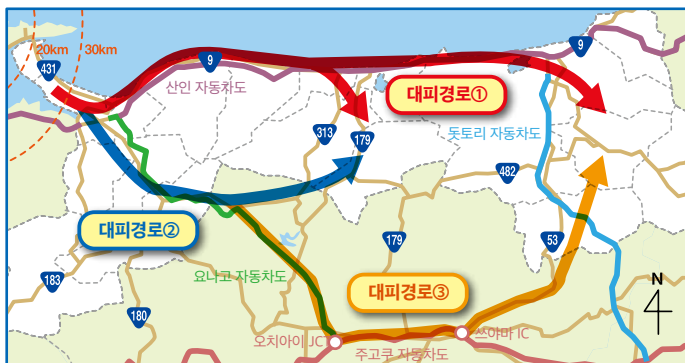 20km
30km
431
9
9
산인 자동차도
대피경로①
돗토리 자동차도
313
179
482
대피경로②
179
53
183
요나고 자동차도
대피경로③
N
180
오치아이 JC
쓰야마 IC
주고쿠 자동차도